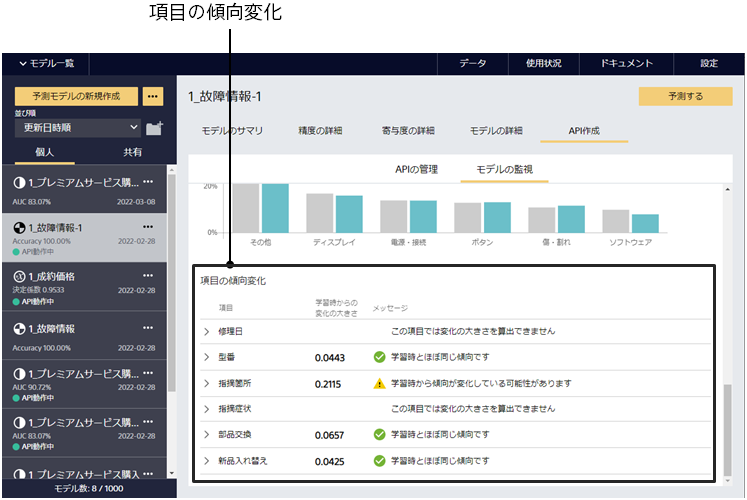 項目の傾向変化
モデル一覧
データ
使用状況
ドキュメント
設定
予測モデルの新規作成
並び順
更新日時順
個人
共有
1_プレミアムサービス購...
AUC 83.07%
2022-03-08
1_故障情報-1
Accuracy 100.00%
2022-02-28
API動作中
1_成約価格
決定係数 0.9533
2022-02-28
API動作中
1_故障情報
Accuracy 100.00%
2022-02-28
1_プレミアムサービス購...
AUC 90.72%
2022-02-28
API動作中
1_プレミアムサービス購...
AUC 83.07%
2022-02-28
API動作中
1_プレミアムサービス購入
モデル数: 8 / 1000
1_故障情報-1
予測する
モデルのサマリ
精度の詳細
寄与度の詳細
モデルの詳細
API作成
APIの管理
モデルの監視
20%
0%
その他
ディスプレイ
電源・接続
ボタン
傷・割れ
ソフトウェア
項目の傾向変化
項目
学習時からの
変化の大きさ
メッセージ
修理日
この項目では変化の大きさを算出できません
型番
0.0443
学習時とほぼ同じ傾向です
指摘箇所
0.2115
学習時から傾向が変化している可能性があります
指摘症状
この項目では変化の大きさを算出できません
部品交換
0.0657
学習時とほぼ同じ傾向です
新品入れ替え
0.0425
学習時とほぼ同じ傾向です